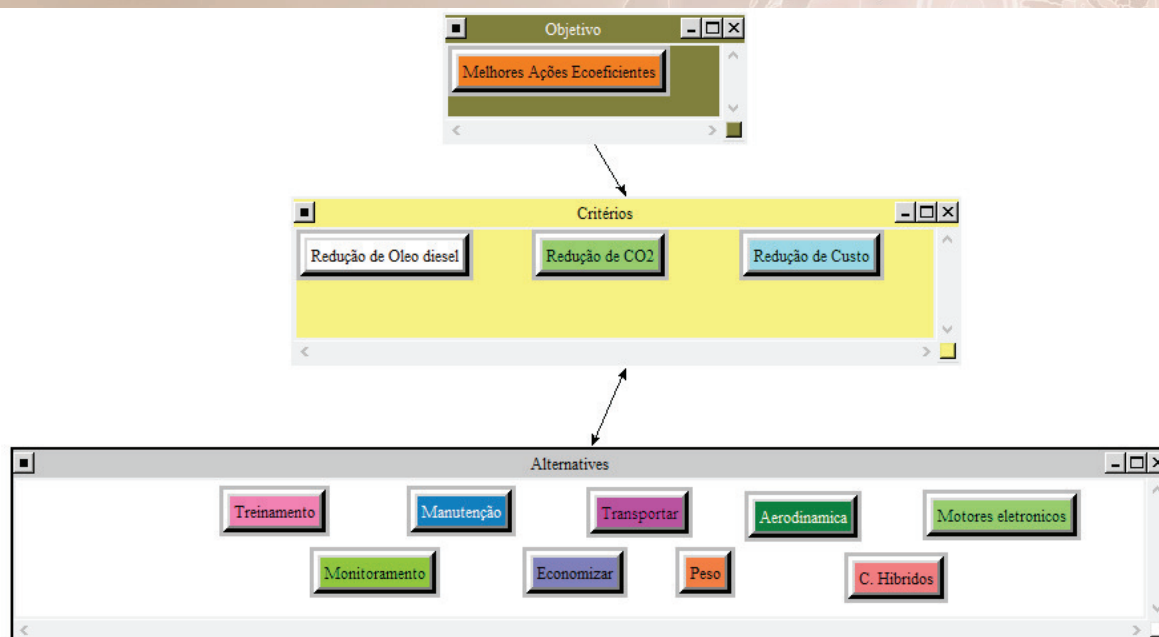 Objetivo
Melhores Ações Ecoeficientes
Critérios
Redução de Oleo diesel
Redução de CO2
Redução de Custo
Alternatives
Treinamento
Manutenção
Transportar
Aerodinamica
Motores eletronicos
Monitoramento
Economizar
Peso
C. Hibridos